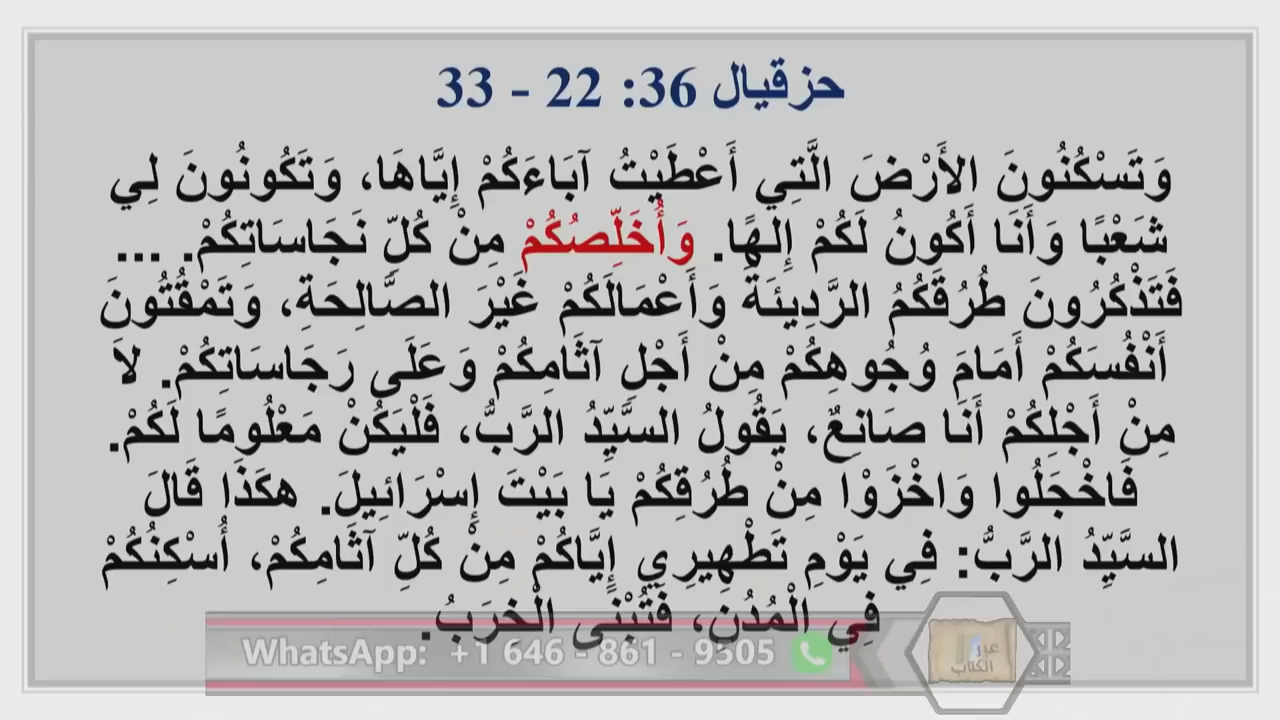 حزقيال 36: 22 - 33
وَتَسْكُنُونَ الأَرْضَ الَّتِي أَعْطَيْتُ آبَاءَكُمْ إِيَّاهَا، وَتَكُونُونَ لِي
شَعْبًا وَأَنَا أَكُونُ لَكُمْ إِلهًا. وَأُخَلِّصُكُمْ مِنْ كُلِّ نَجَاسَاتِكُمْ. ...
فَتَذْكُرُونَ طُرُقَكُمُ الرَّدِيئَةَ وَأَعْمَالَكُمْ غَيْرَ الصَّالِحَةِ، وَتَمْقُتُونَ
أَنْفُسَكُمْ أَمَامَ وُجُوهِكُمْ مِنْ أَجْلِ آثَامِكُمْ وَعَلَى رَجَاسَاتِكُمْ. لاَ
مِنْ أَجْلِكُمْ أَنَا صَانِعٌ، يَقُولُ السَّيِّدُ الرَّبُّ، فَلْيَكُنْ مَعْلُومًا لَكُمْ.
فَاخْجَلُوا وَاخْزَوْا مِنْ طُرُقِكُمْ يَا بَيْتَ إِسْرَائِيلَ. هكَذَا قَالَ
السَّيِّدُ الرَّبُّ: فِي يَوْمِ تَطْهِيرِي إِيَّاكُمْ مِنْ كُلِّ آثَامِكُمْ، أُسْكِنُكُمْ
فِي الْمُدُنِ، فَتُبْنَى الْخِرَبُ.
WhatsApp: +1 646 - 861 - 9505
الكتاب